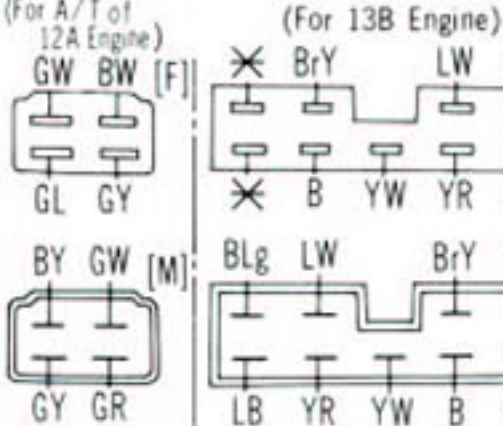 (For A/T of
12A Engine)
GW BW [F]
GL GY
BY GW [M]
GY GR
(For 13B Engine)
BrY LW
B YW YR
BLg LW BrY
LB YR YW B